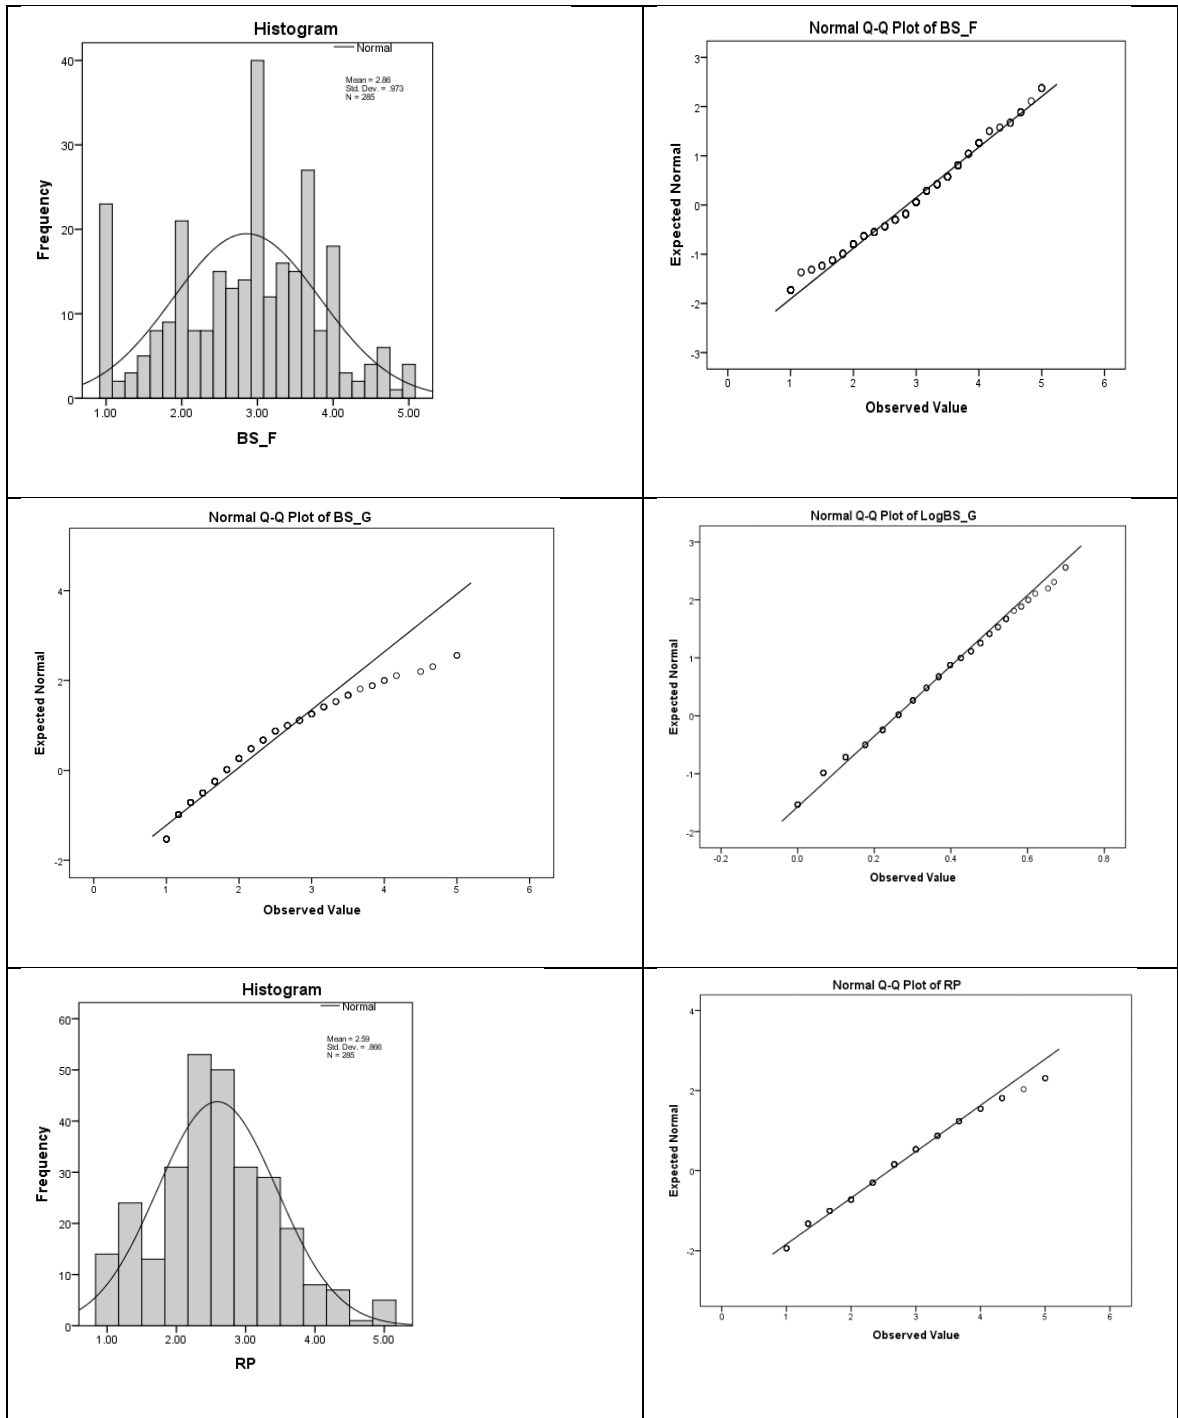 Histogram
Normal
Mean = 2.86
Std. Dev. = .973
N = 285
Frequency
40
30
20
10
0
1.00 2.00 3.00 4.00 5.00
BS_F
Normal Q-Q Plot of BS_F
Expected Normal
3
2
1
0
-1
-2
-3
0 1 2 3 4 5 6
Observed Value
Normal Q-Q Plot of BS_G
Expected Normal
4
2
0
-2
0 1 2 3 4 5 6
Observed Value
Normal Q-Q Plot of LogBS_G
Expected Normal
3
2
1
0
-1
-2
-0.2 0.0 0.2 0.4 0.6 0.8
Observed Value
Histogram
Normal
Mean = 2.59
Std. Dev. = .866
N = 285
Frequency
60
50
40
30
20
10
0
1.00 2.00 3.00 4.00 5.00
RP
Normal Q-Q Plot of RP
Expected Normal
4
2
0
-2
0 1 2 3 4 5 6
Observed Value